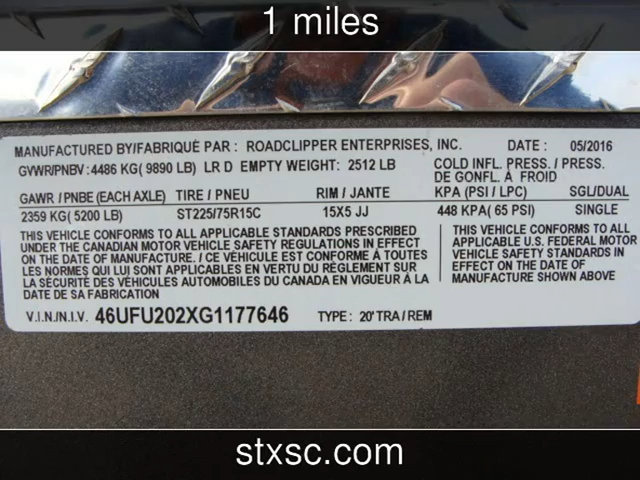 1 miles
MANUFACTURED BY/FABRIQUÉ PAR : ROADCLIPPER ENTERPRISES, INC. DATE : 05/2016
GVWR/PNBV : 4486 KG( 9890 LB) LR D EMPTY WEIGHT: 2512 LB COLD INFL. PRESS / PRESS.
DE GONFL. À FROID
GAWR / PNBE (EACH AXLE) TIRE / PNEU RIM / JANTE KPA (PSI / LPC) SGL/DUAL
2359 KG( 5200 LB) ST225/75R15C 15X5 JJ 448 KPA( 65 PSI) SINGLE
THIS VEHICLE CONFORMS TO ALL APPLICABLE STANDARDS PRESCRIBED
UNDER THE CANADIAN MOTOR VEHICLE SAFETY REGULATIONS IN EFFECT
ON THE DATE OF MANUFACTURE. / CE VÉHICULE EST CONFORME À TOUTES
LES NORMES QUI LUI SONT APPLICABLES EN VERTU DU RÈGLEMENT SUR
LA SÉCURITÉ DES VÉHICULES AUTOMOBILES DU CANADA EN VIGUEUR À LA
DATE DE SA FABRICATION
THIS VEHICLE CONFORMS TO ALL
APPLICABLE U.S. FEDERAL MOTOR
VEHICLE SAFETY STANDARDS IN
EFFECT ON THE DATE OF
MANUFACTURE SHOWN ABOVE
V.I.N./N.I.V. 46UFU202XG1177646 TYPE: 20' TRA / REM
stxsc.com